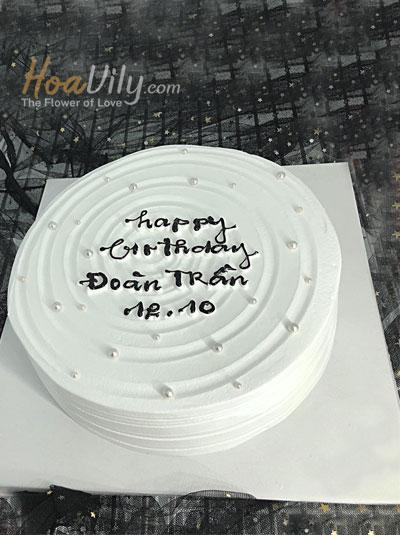 HoaVily.com
The Flower of Love
happy
birthday
Đoàn Trần
12.10